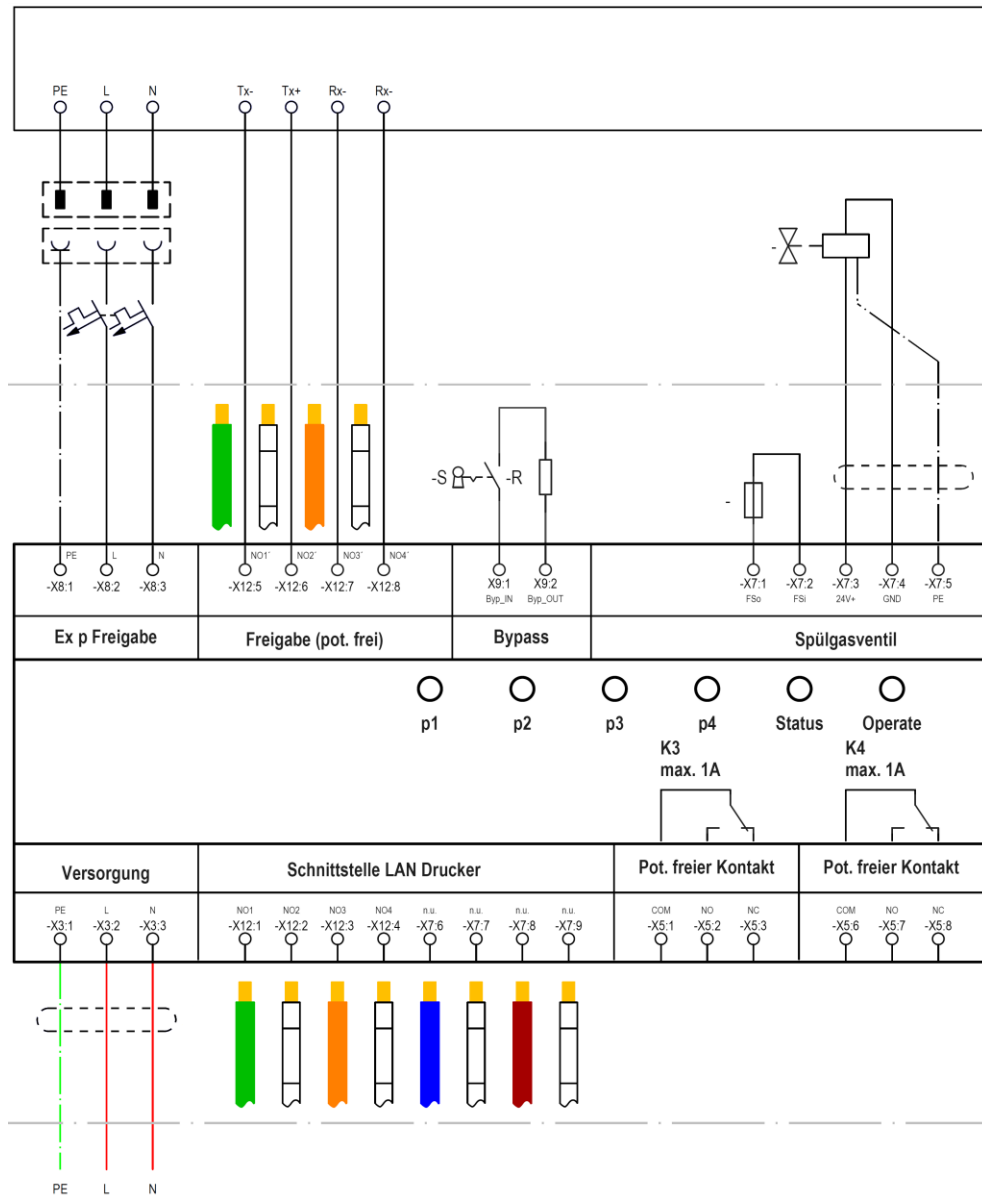 PE L N Tx- Tx+ Rx- Rx-
-
-S -R
-
PE L N NO1´ NO2´ NO3´ NO4´
-X8:1 -X8:2 -X8:3 -X12:5 -X12:6 -X12:7 -X12:8 X9:1 X9:2 -X7:1 -X7:2 -X7:3 -X7:4 -X7:5
Byp_IN Byp_OUT FSo FSi 24V+ GND PE
Ex p Freigabe Freigabe (pot. frei) Bypass Spülgasventil
p1 p2 p3 p4 Status Operate
K3 K4
max. 1A max. 1A
Versorgung Schnittstelle LAN Drucker Pot. freier Kontakt Pot. freier Kontakt
PE L N NO1 NO2 NO3 NO4 n.u. n.u. n.u. n.u. COM NO NC COM NO NC
-X3:1 -X3:2 -X3:3 -X12:1 -X12:2 -X12:3 -X12:4 -X7:6 -X7:7 -X7:8 -X7:9 -X5:1 -X5:2 -X5:3 -X5:6 -X5:7 -X5:8
PE L N